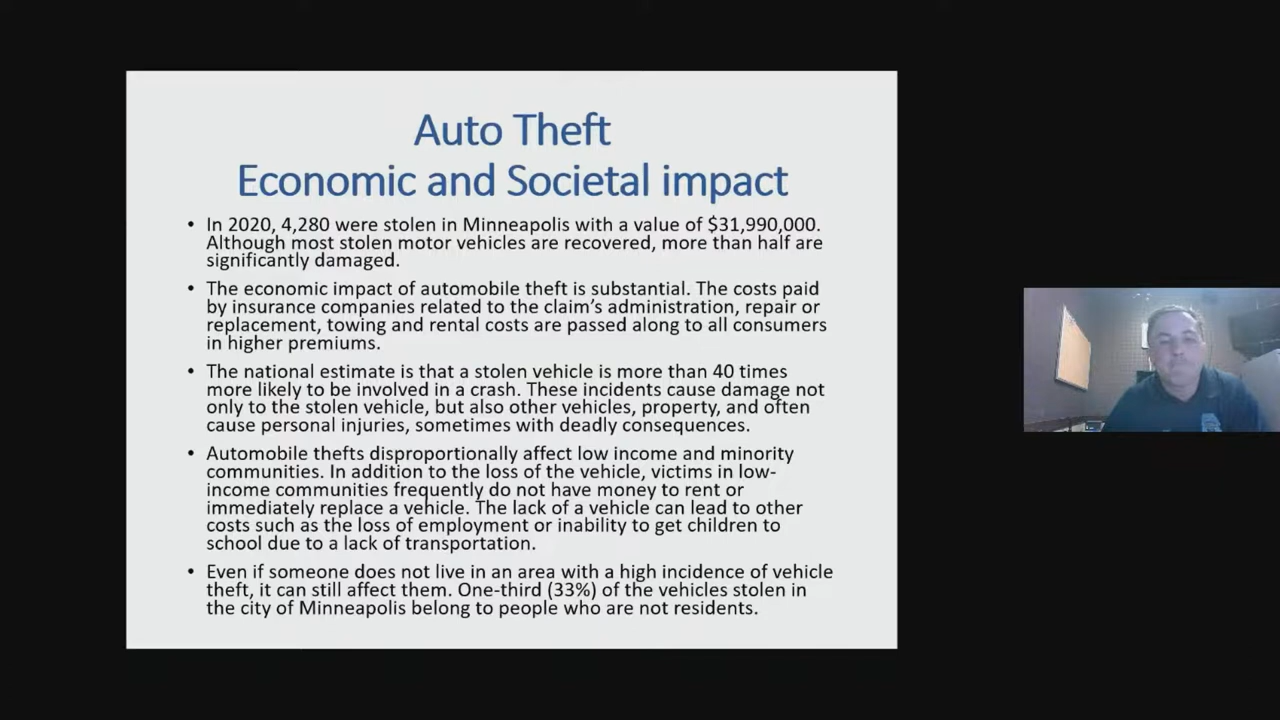 Auto Theft
Economic and Societal impact
• In 2020, 4,280 were stolen in Minneapolis with a value of $31,990,000.
Although most stolen motor vehicles are recovered, more than half are
significantly damaged.
• The economic impact of automobile theft is substantial. The costs paid
by insurance companies related to the claim's administration, repair or
replacement, towing and rental costs are passed along to all consumers
in higher premiums.
• The national estimate is that a stolen vehicle is more than 40 times
more likely to be involved in a crash. These incidents cause damage not
only to the stolen vehicle, but also other vehicles, property, and often
cause personal injuries, sometimes with deadly consequences.
• Automobile thefts disproportionally affect low income and minority
communities. In addition to the loss of the vehicle, victims in low-
income communities frequently do not have money to rent or
immediately replace a vehicle. The lack of a vehicle can lead to other
costs such as the loss of employment or inability to get children to
school due to a lack of transportation.
• Even if someone does not live in an area with a high incidence of vehicle
theft, it can still affect them. One-third (33%) of the vehicles stolen in
the city of Minneapolis belong to people who are not residents.